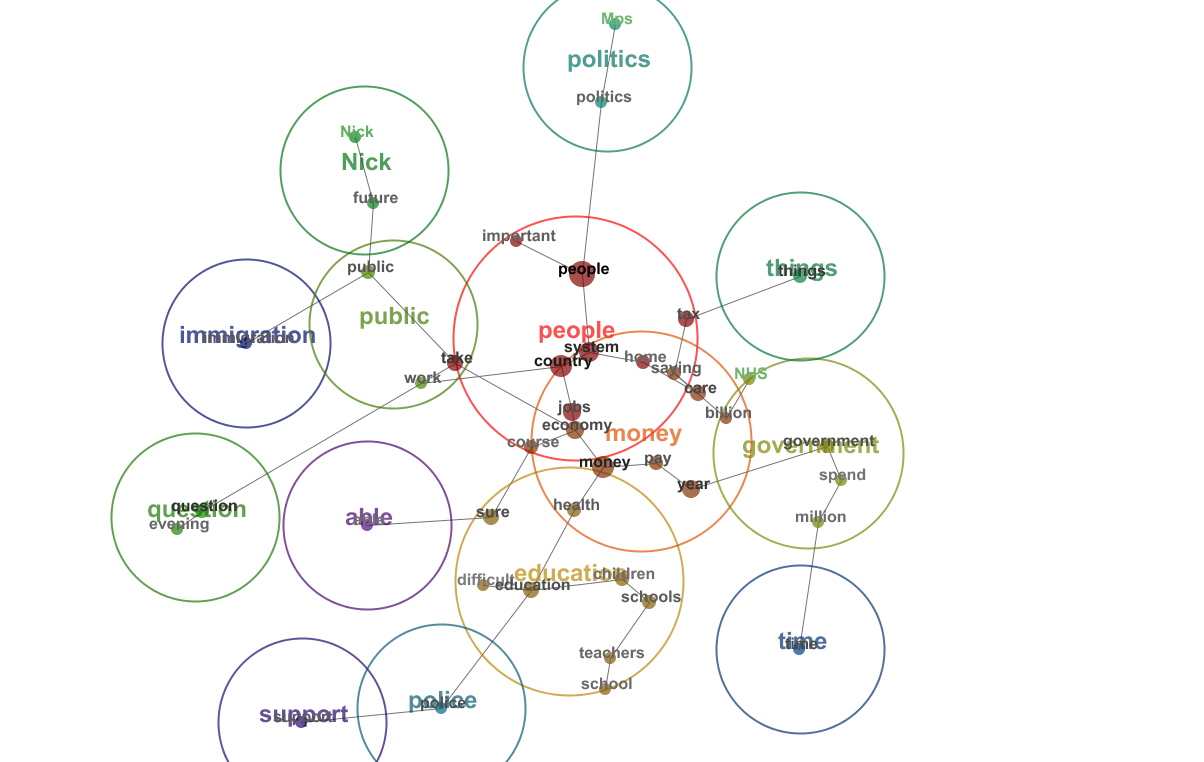 Mps
politics
politics
Nick
Nick
future
important
public
people
things
things
public
tax
people
immigration
immigration
system
take
country
home
saying
work
care
NHS
jobs
billion
economy
course
money
government
government
money
pay
spend
year
question
question
evening
able
able
sure
health
million
difficult
education
education
children
schools
time
time
teachers
school
support
support
police
police